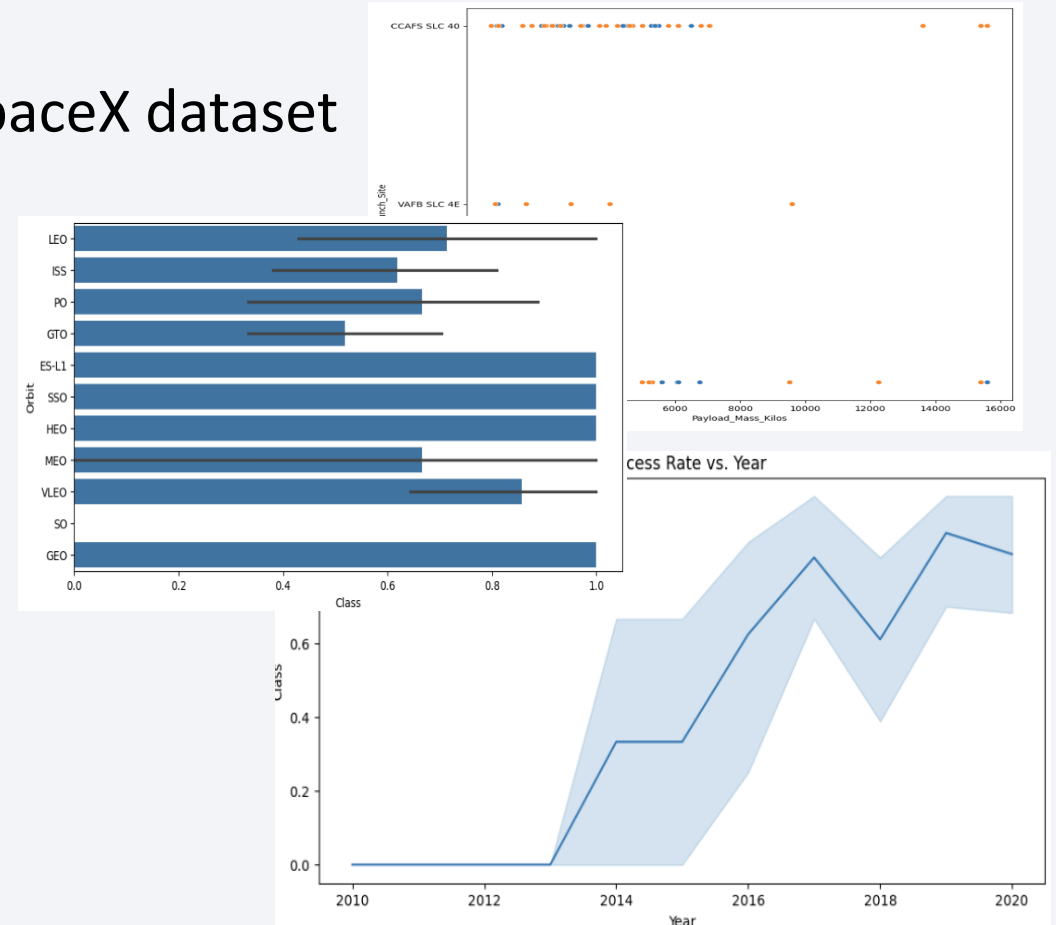 paceX dataset
CCAFS SLC 40
VAFB SLC 4E
nch_Site
6000 8000 10000 12000 14000 16000
Payload_Mass_Kilos
LEO
ISS
PO
GTO
ES-L1
SSO
HEO
MEO
VLEO
SO
GEO
Orbit
0.0 0.2 0.4 0.6 0.8 1.0
Class
cess Rate vs. Year
0.6
0.4
0.2
0.0
Class
2010 2012 2014 2016 2018 2020
Year